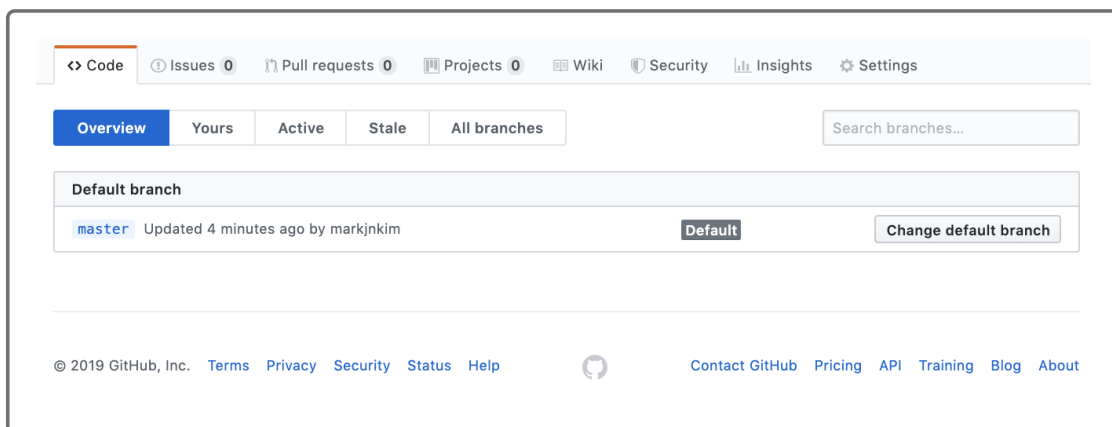 <> Code Issues 0 Pull requests 0 Projects 0 Wiki Security Insights Settings
Overview Yours Active Stale All branches Search branches...
Default branch
master Updated 4 minutes ago by markjnkim Default Change default branch
© 2019 GitHub, Inc. Terms Privacy Security Status Help Contact GitHub Pricing API Training Blog About